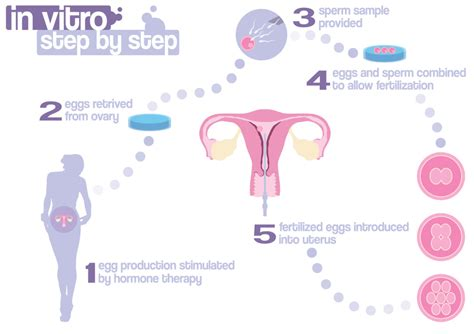 in vitro
step by step
1 egg production stimulated
by hormone therapy
2 eggs retrived
from ovary
3 sperm sample
provided
4 eggs and sperm combined
to allow fertilization
5 fertilized eggs introduced
into uterus